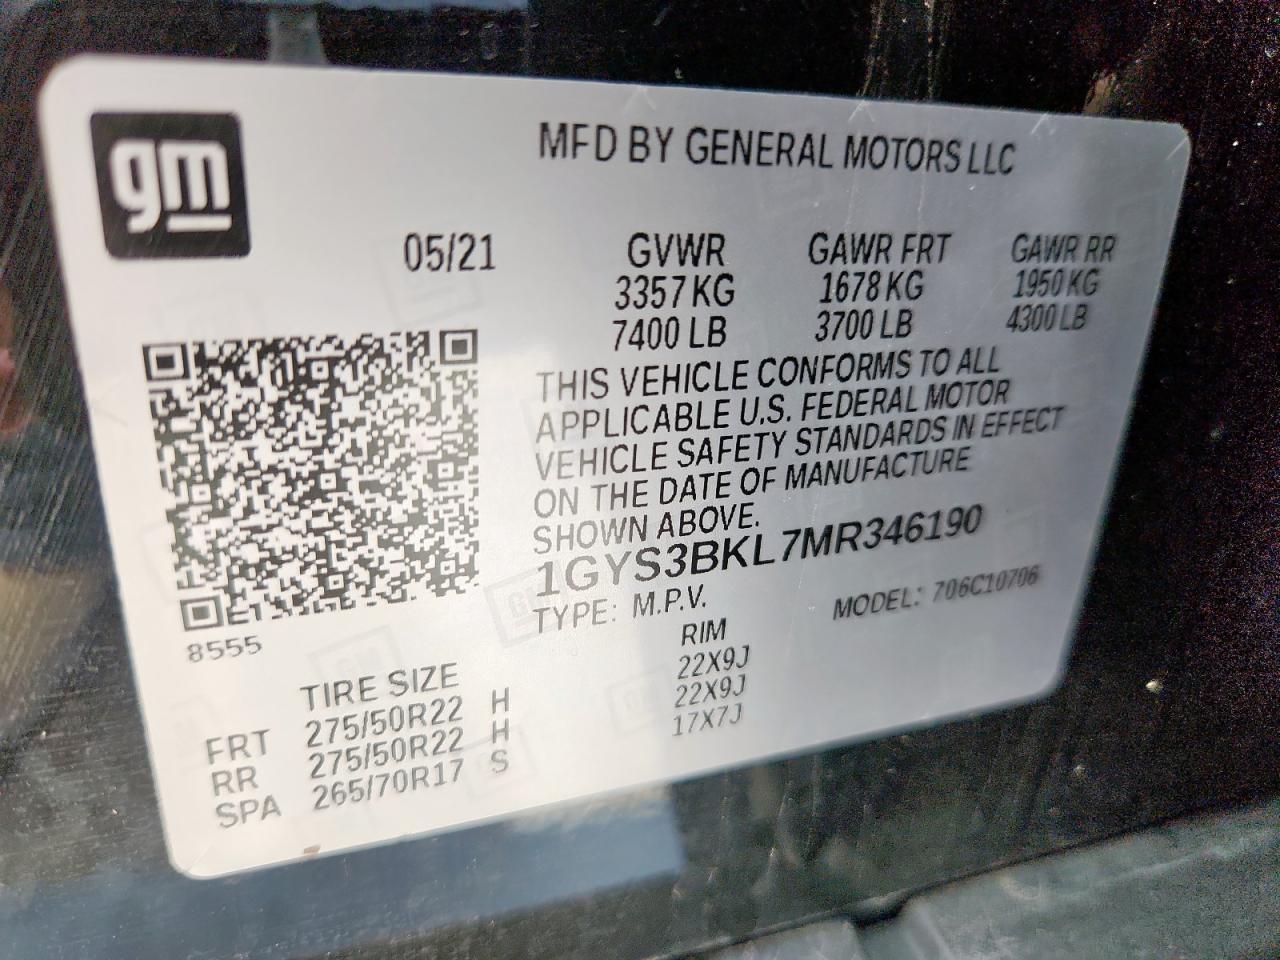 gm
MFD BY GENERAL MOTORS LLC
05/21 GVWR GAWR FRT GAWR RR
3357 KG 1678 KG 1950 KG
7400 LB 3700 LB 4300 LB
THIS VEHICLE CONFORMS TO ALL
APPLICABLE U.S. FEDERAL MOTOR
VEHICLE SAFETY STANDARDS IN EFFECT
ON THE DATE OF MANUFACTURE
SHOWN ABOVE.
1GYS3BKL7MR346190
TYPE: M.P.V. MODEL: 706C10706
8555
TIRE SIZE RIM
FRT 275/50R22 H 22X9J
RR 275/50R22 H 22X9J
SPA 265/70R17 S 17X7J